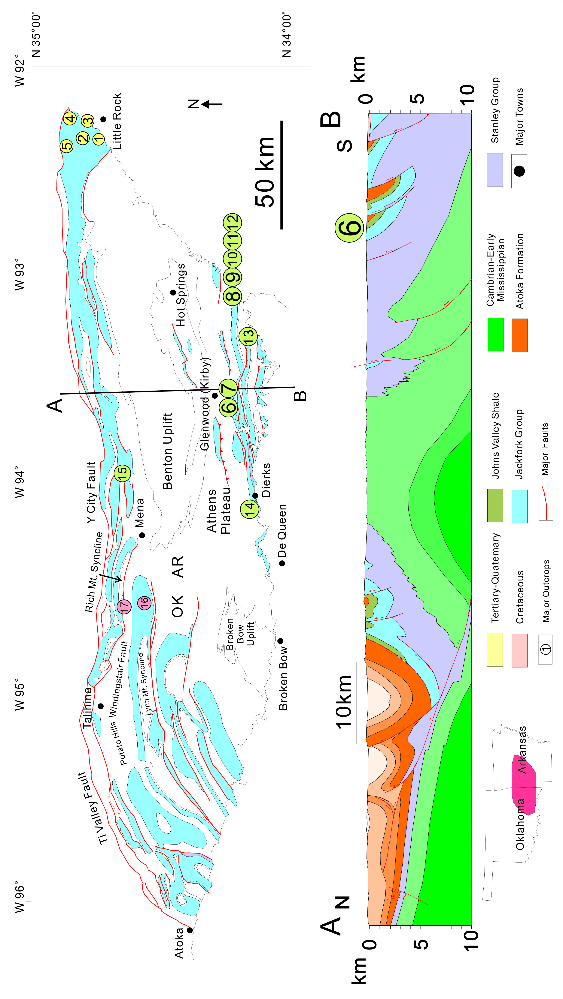 W 96°
W 95°
W 94°
W 93°
W 92°
N 35°00'
N 34°00'
Atoka
Ti Valley Fault
Talihina
Potato Hills
Windingstair Fault
Lynn Mt. Syncline
Rich Mt. Syncline
Y City Fault
Mena
17
16
15
OK
AR
Broken
Bow
Uplift
Broken Bow
De Queen
Dierks
14
Athens
Plateau
Benton Uplift
Glenwood (Kirby)
Hot Springs
A
B
6
7
8
9
10
11
12
13
5
4
2
3
1
Little Rock
N
50 km
A
N
10km
6
S
B
km
0
5
10
km
0
5
10
Tertiary-Quatemary
Johns Valley Shale
Cambrian-Early
Mississippian
Stanley Group
Cretaceous
Jackfork Group
Atoka Formation
Major Towns
1
Major Outcrops
Major Faults
Oklahoma
Arkansas